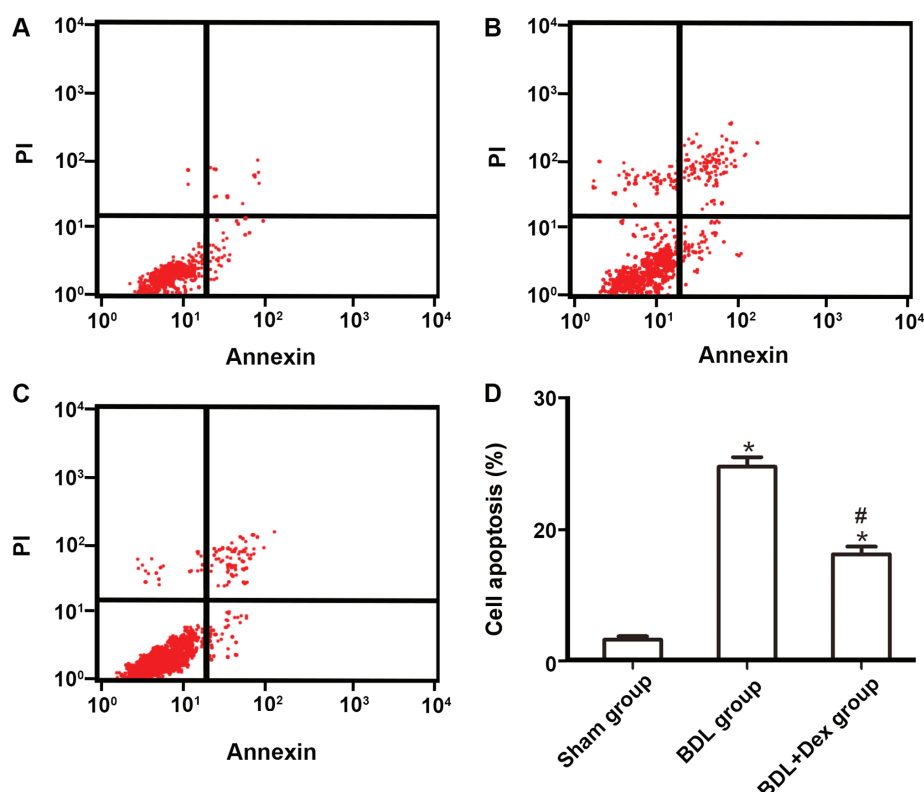 A
10⁴
10³
PI
10²
10¹
10⁰
10⁰ 10¹ 10² 10³ 10⁴
Annexin
B
10⁴
10³
PI
10²
10¹
10⁰
10⁰ 10¹ 10² 10³ 10⁴
Annexin
C
10⁴
10³
PI
10²
10¹
10⁰
10⁰ 10¹ 10² 10³ 10⁴
Annexin
D
30
20
0
Cell apoptosis (%)
*
#
*
Sham group
BDL group
BDL+Dex group